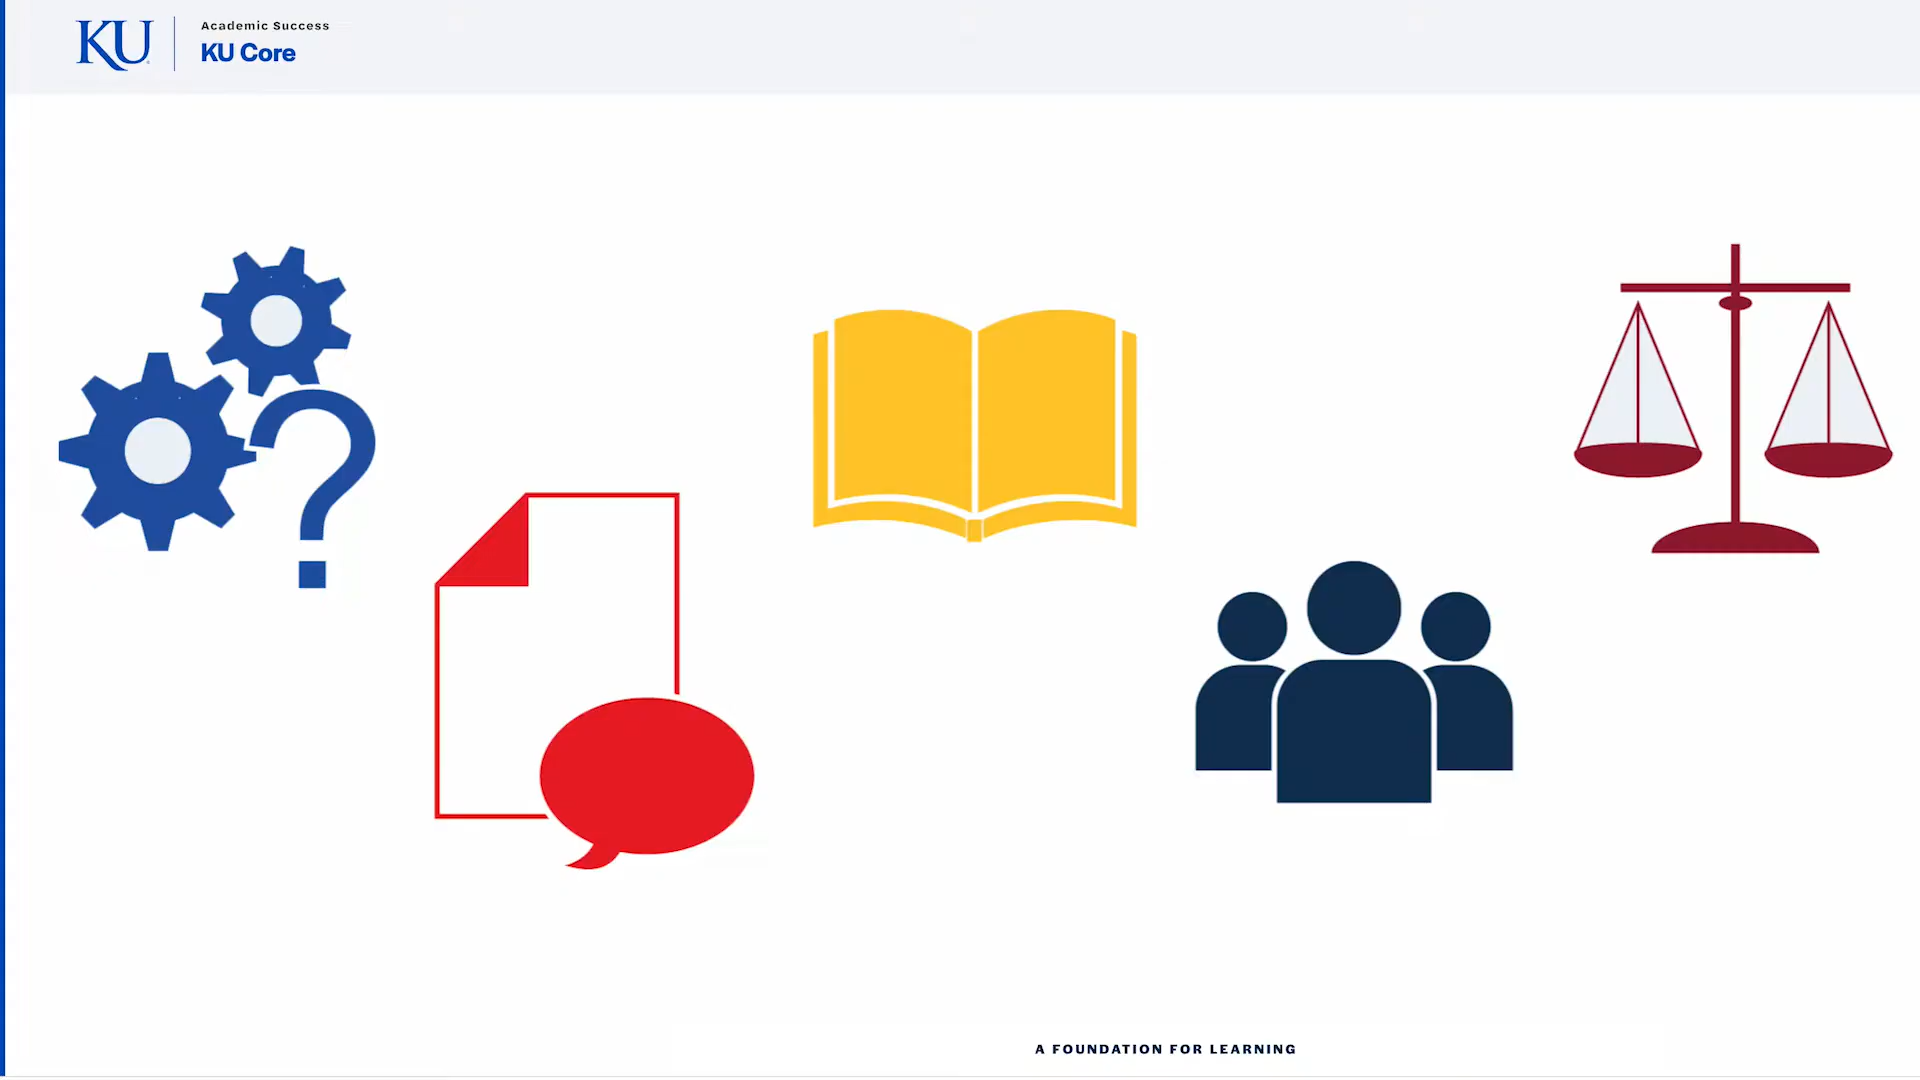 KU
Academic Success
KU Core
?
A FOUNDATION FOR LEARNING